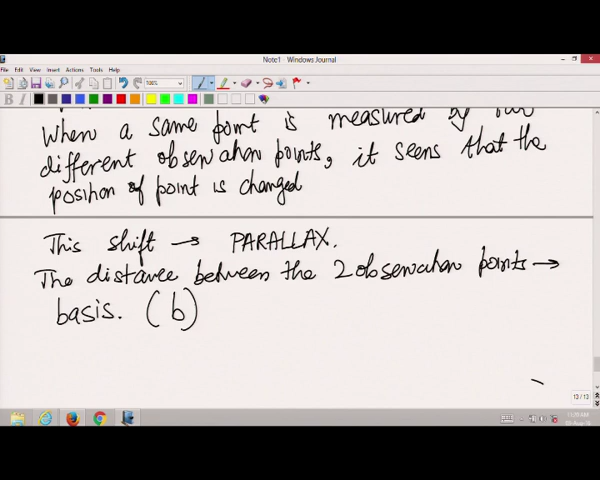 Note1 - Windows Journal
File Edit View Insert Actions Tools Help
100%
B I
When a same point is measured by
different observation points, it seems that the
position of point is changed
This shift → PARALLAX.
The distance between the 2 observation points →
basis. (b)
13 / 13